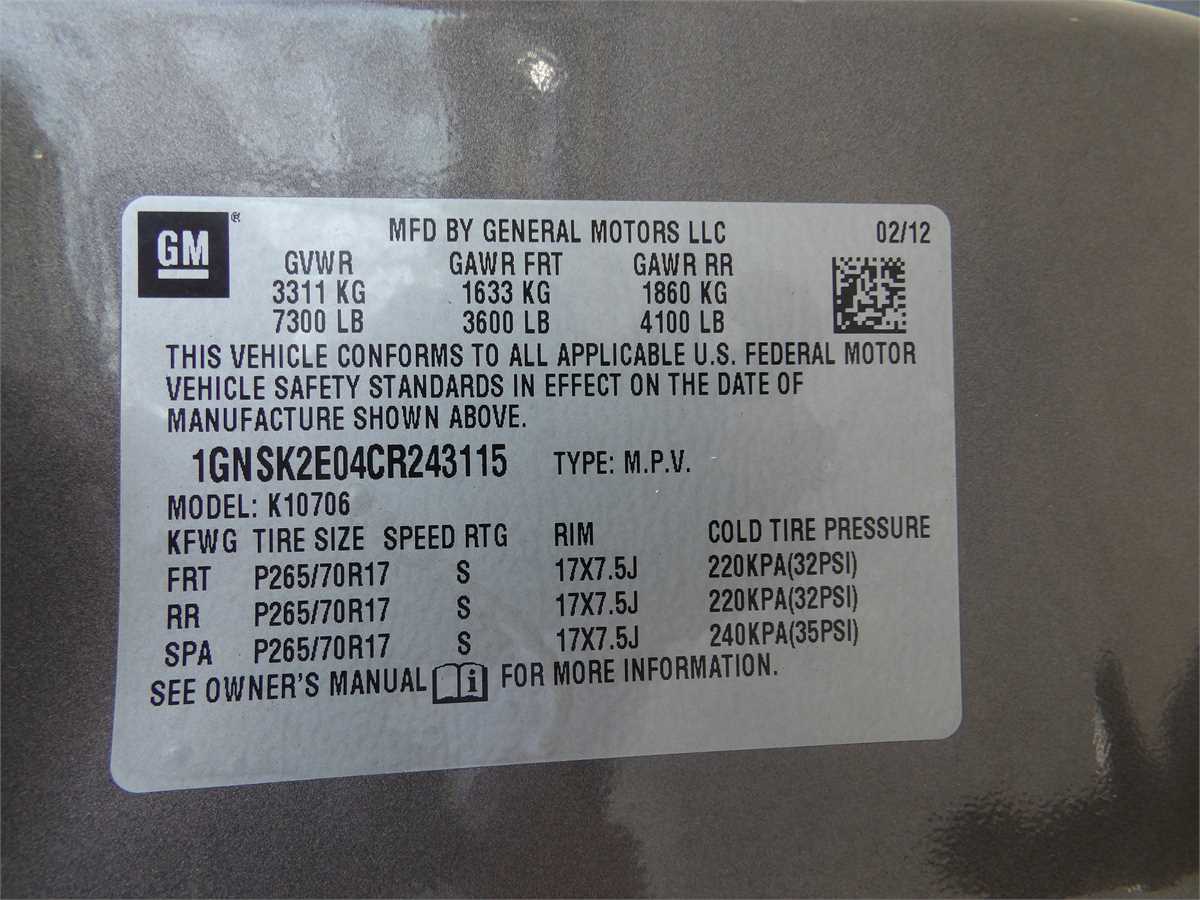 GM ®
MFD BY GENERAL MOTORS LLC 02/12
GVWR GAWR FRT GAWR RR
3311 KG 1633 KG 1860 KG
7300 LB 3600 LB 4100 LB
THIS VEHICLE CONFORMS TO ALL APPLICABLE U.S. FEDERAL MOTOR
VEHICLE SAFETY STANDARDS IN EFFECT ON THE DATE OF
MANUFACTURE SHOWN ABOVE.
1GNSK2E04CR243115 TYPE: M.P.V.
MODEL: K10706
KFWG TIRE SIZE SPEED RTG RIM COLD TIRE PRESSURE
FRT P265/70R17 S 17X7.5J 220KPA(32PSI)
RR P265/70R17 S 17X7.5J 220KPA(32PSI)
SPA P265/70R17 S 17X7.5J 240KPA(35PSI)
SEE OWNER'S MANUAL i FOR MORE INFORMATION.